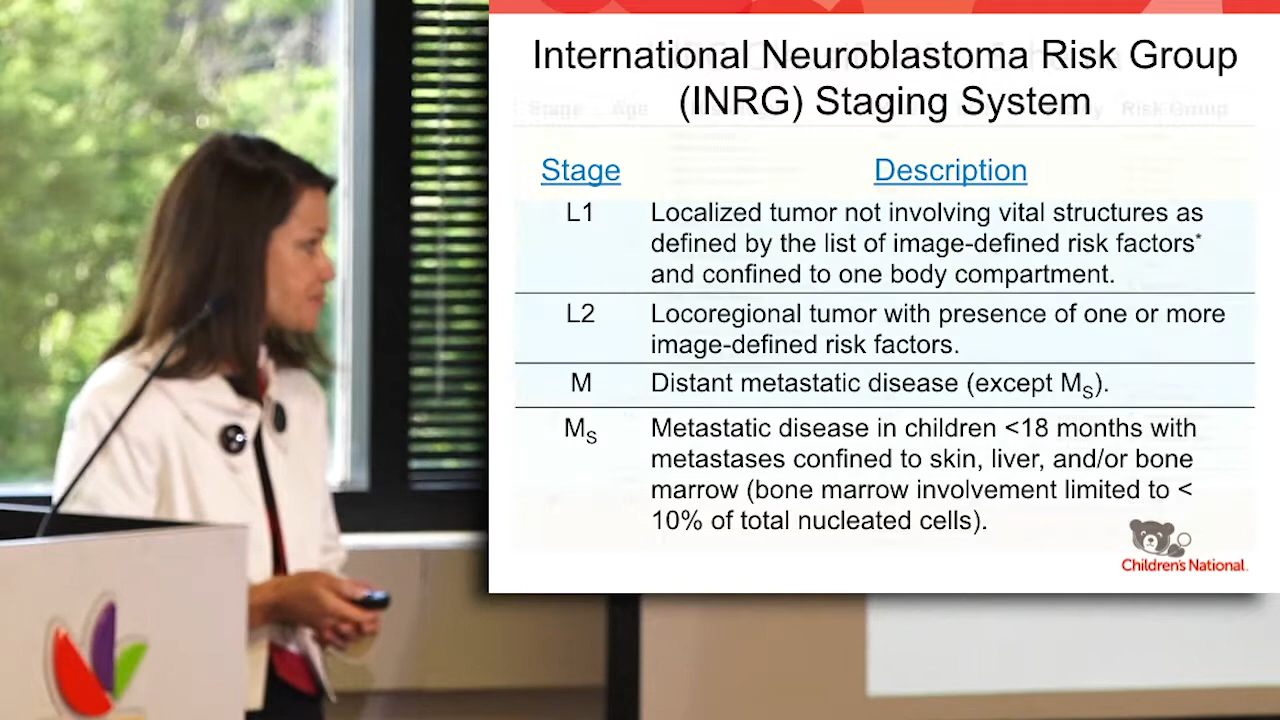 International Neuroblastoma Risk Group
(INRG) Staging System
Stage Age Risk Group
Stage Description
L1 Localized tumor not involving vital structures as
defined by the list of image-defined risk factors*
and confined to one body compartment.
L2 Locoregional tumor with presence of one or more
image-defined risk factors.
M Distant metastatic disease (except MS).
MS Metastatic disease in children <18 months with
metastases confined to skin, liver, and/or bone
marrow (bone marrow involvement limited to <
10% of total nucleated cells).
Children's National.